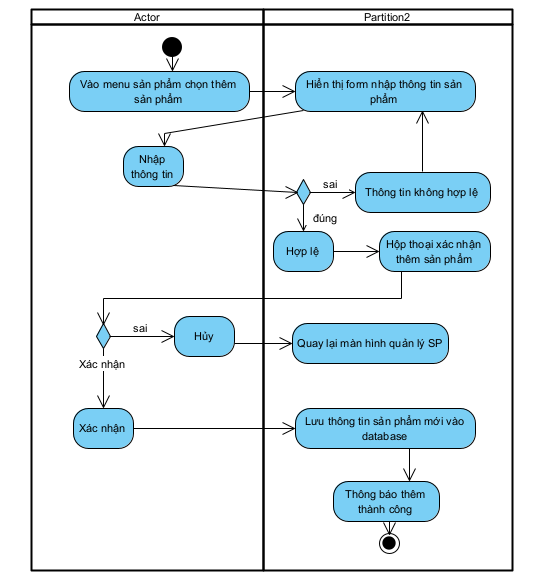 Actor
Partition2
Vào menu sản phẩm chọn thêm
sản phẩm
Hiển thị form nhập thông tin sản
phẩm
Nhập
thông tin
sai
Thông tin không hợp lệ
đúng
Hợp lệ
Hộp thoại xác nhận
thêm sản phẩm
sai
Hủy
Quay lại màn hình quản lý SP
Xác nhận
Xác nhận
Lưu thông tin sản phẩm mới vào
database
Thông báo thêm
thành công